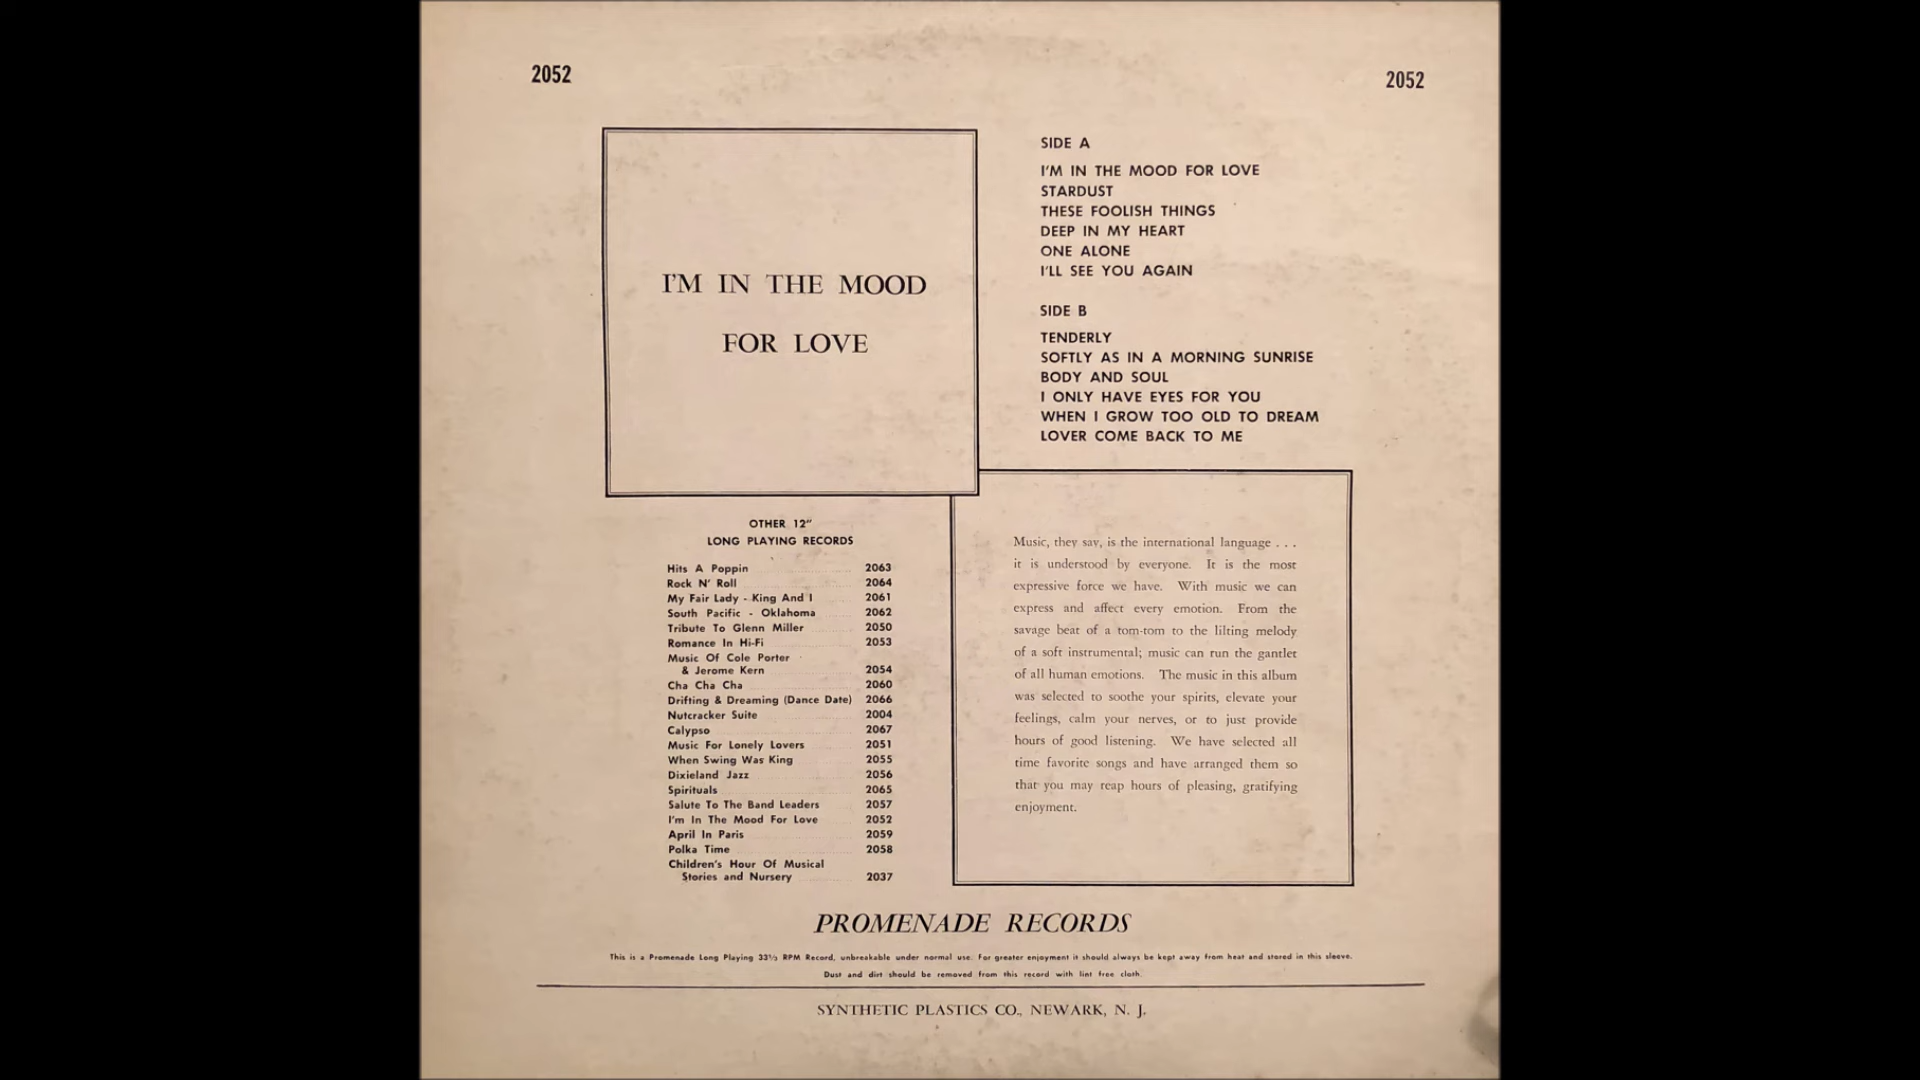 2052
2052
I'M IN THE MOOD
FOR LOVE
SIDE A
I'M IN THE MOOD FOR LOVE
STARDUST
THESE FOOLISH THINGS
DEEP IN MY HEART
ONE ALONE
I'LL SEE YOU AGAIN
SIDE B
TENDERLY
SOFTLY AS IN A MORNING SUNRISE
BODY AND SOUL
I ONLY HAVE EYES FOR YOU
WHEN I GROW TOO OLD TO DREAM
LOVER COME BACK TO ME
OTHER 12"
LONG PLAYING RECORDS
Hits A Poppin 2063
Rock N' Roll 2064
My Fair Lady - King And I 2061
South Pacific - Oklahoma 2062
Tribute To Glenn Miller 2050
Romance In Hi-Fi 2053
Music Of Cole Porter
& Jerome Kern 2054
Cha Cha Cha 2060
Drifting & Dreaming (Dance Date) 2066
Nutcracker Suite 2004
Calypso 2067
Music For Lonely Lovers 2051
When Swing Was King 2055
Dixieland Jazz 2056
Spirituals 2065
Salute To The Band Leaders 2057
I'm In The Mood For Love 2052
April In Paris 2059
Polka Time 2058
Children's Hour Of Musical
Stories and Nursery 2037
Music, they say, is the international language . . .
it is understood by everyone. It is the most
expressive force we have. With music we can
express and affect every emotion. From the
savage beat of a tom-tom to the lilting melody
of a soft instrumental; music can run the gantlet
of all human emotions. The music in this album
was selected to soothe your spirits, elevate your
feelings, calm your nerves, or to just provide
hours of good listening. We have selected all
time favorite songs and have arranged them so
that you may reap hours of pleasing, gratifying
enjoyment.
PROMENADE RECORDS
This is a Promenade Long Playing 33⅓ RPM Record, unbreakable under normal use. For greater enjoyment it should always be kept away from heat and stored in this sleeve.
Dust and dirt should be removed from this record with lint free cloth.
SYNTHETIC PLASTICS CO., NEWARK, N. J.